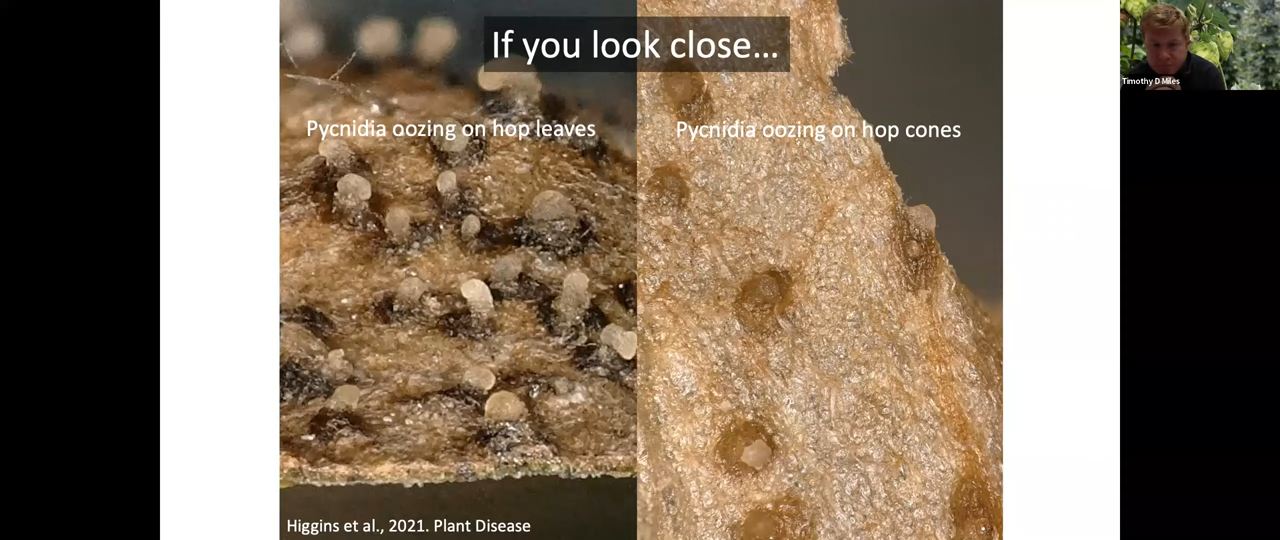 If you look close...
Pycnidia oozing on hop leaves
Pycnidia oozing on hop cones
Higgins et al., 2021. Plant Disease
Timothy D Miles